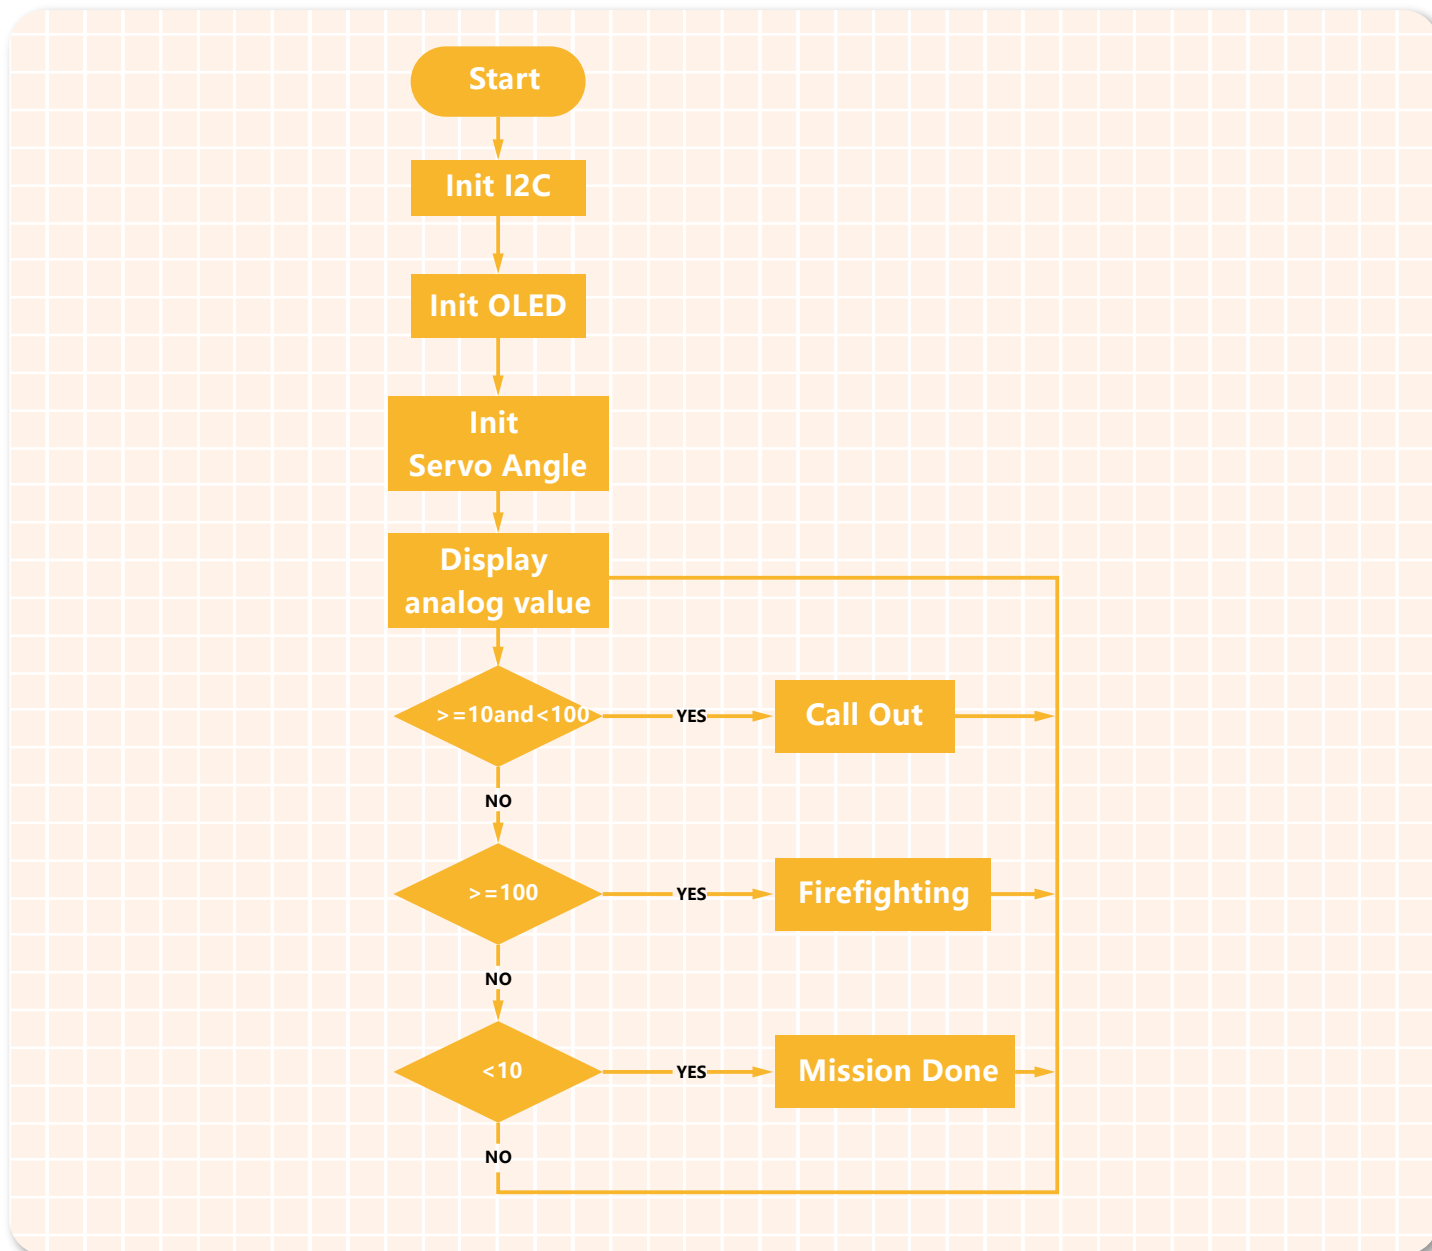 Start
Init I2C
Init OLED
Init
Servo Angle
Display
analog value
>=10and<100
YES
Call Out
NO
>=100
YES
Firefighting
NO
<10
YES
Mission Done
NO